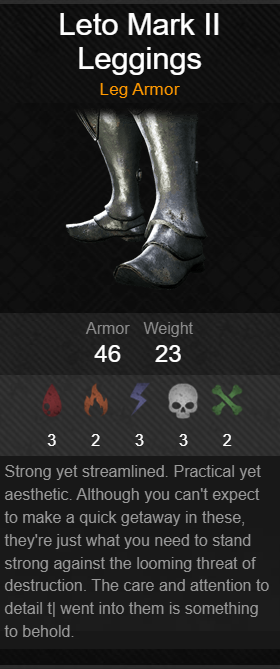 Leto Mark II
Leggings
Leg Armor
Armor Weight
46 23
3 2 3 3 2
Strong yet streamlined. Practical yet
aesthetic. Although you can't expect
to make a quick getaway in these,
they're just what you need to stand
strong against the looming threat of
destruction. The care and attention to
detail t| went into them is something
to behold.